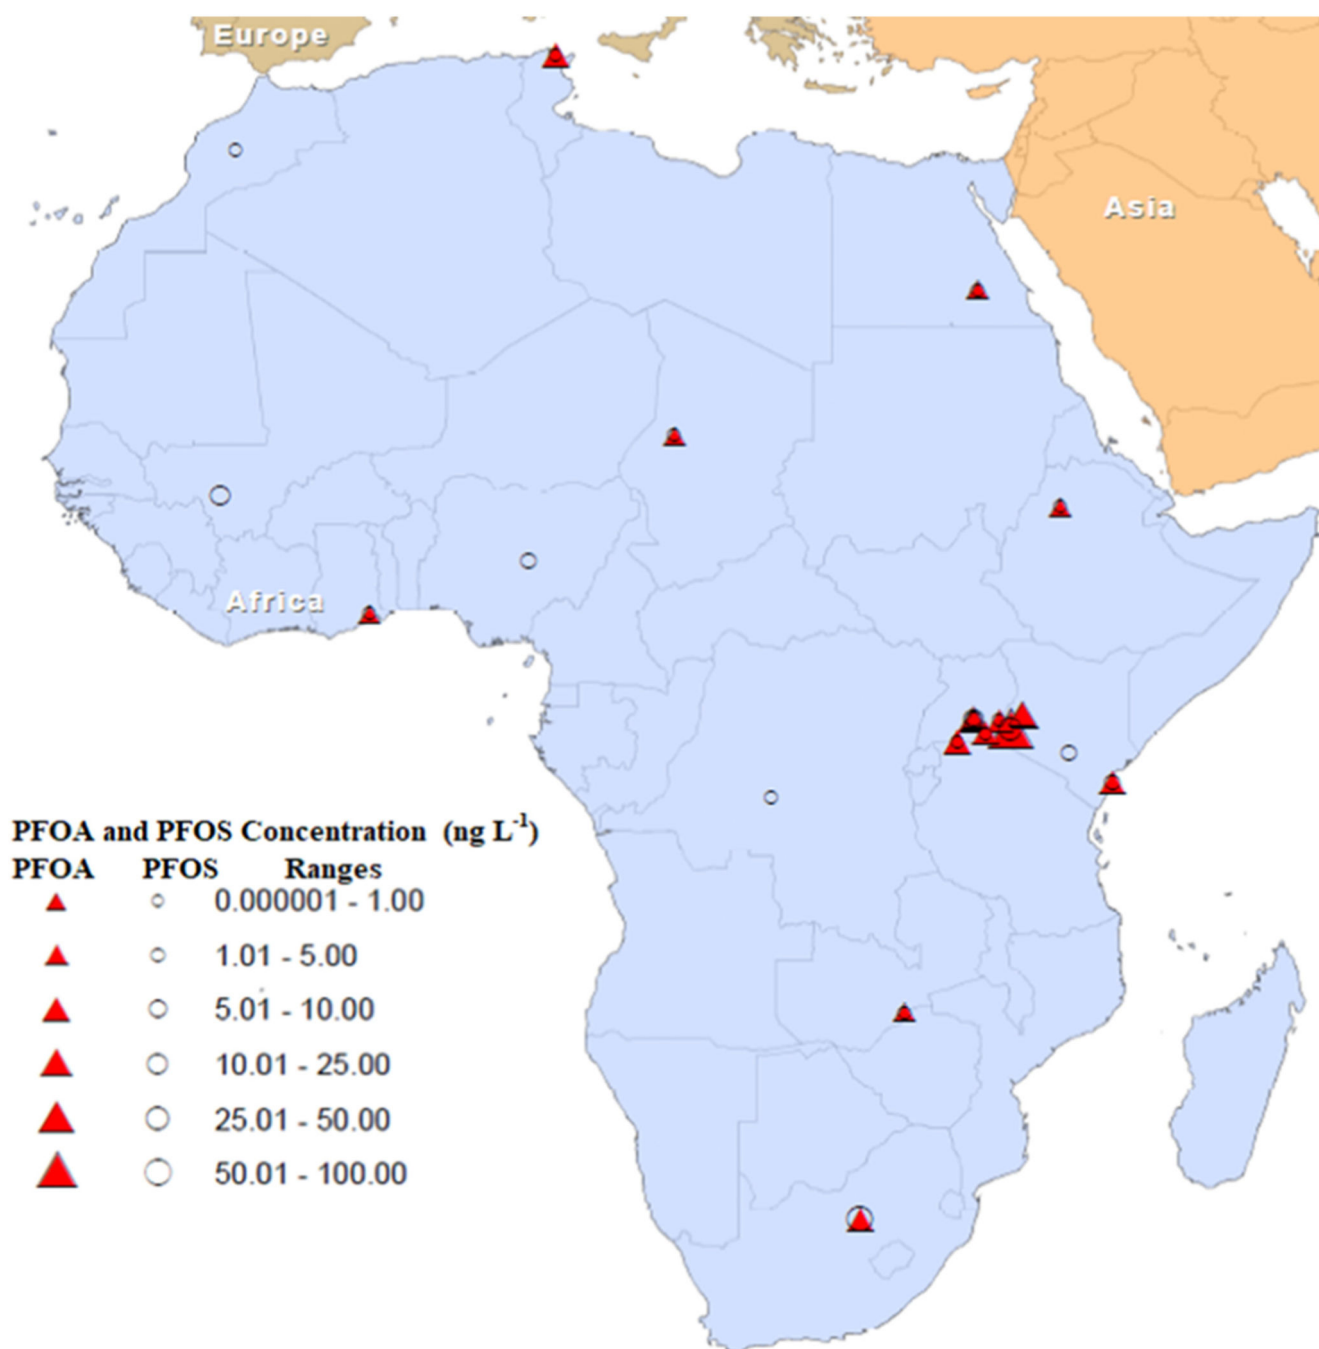 Europe
Asia
Africa
PFOA and PFOS Concentration (ng L⁻¹)
PFOA PFOS Ranges
0.000001 - 1.00
1.01 - 5.00
5.01 - 10.00
10.01 - 25.00
25.01 - 50.00
50.01 - 100.00